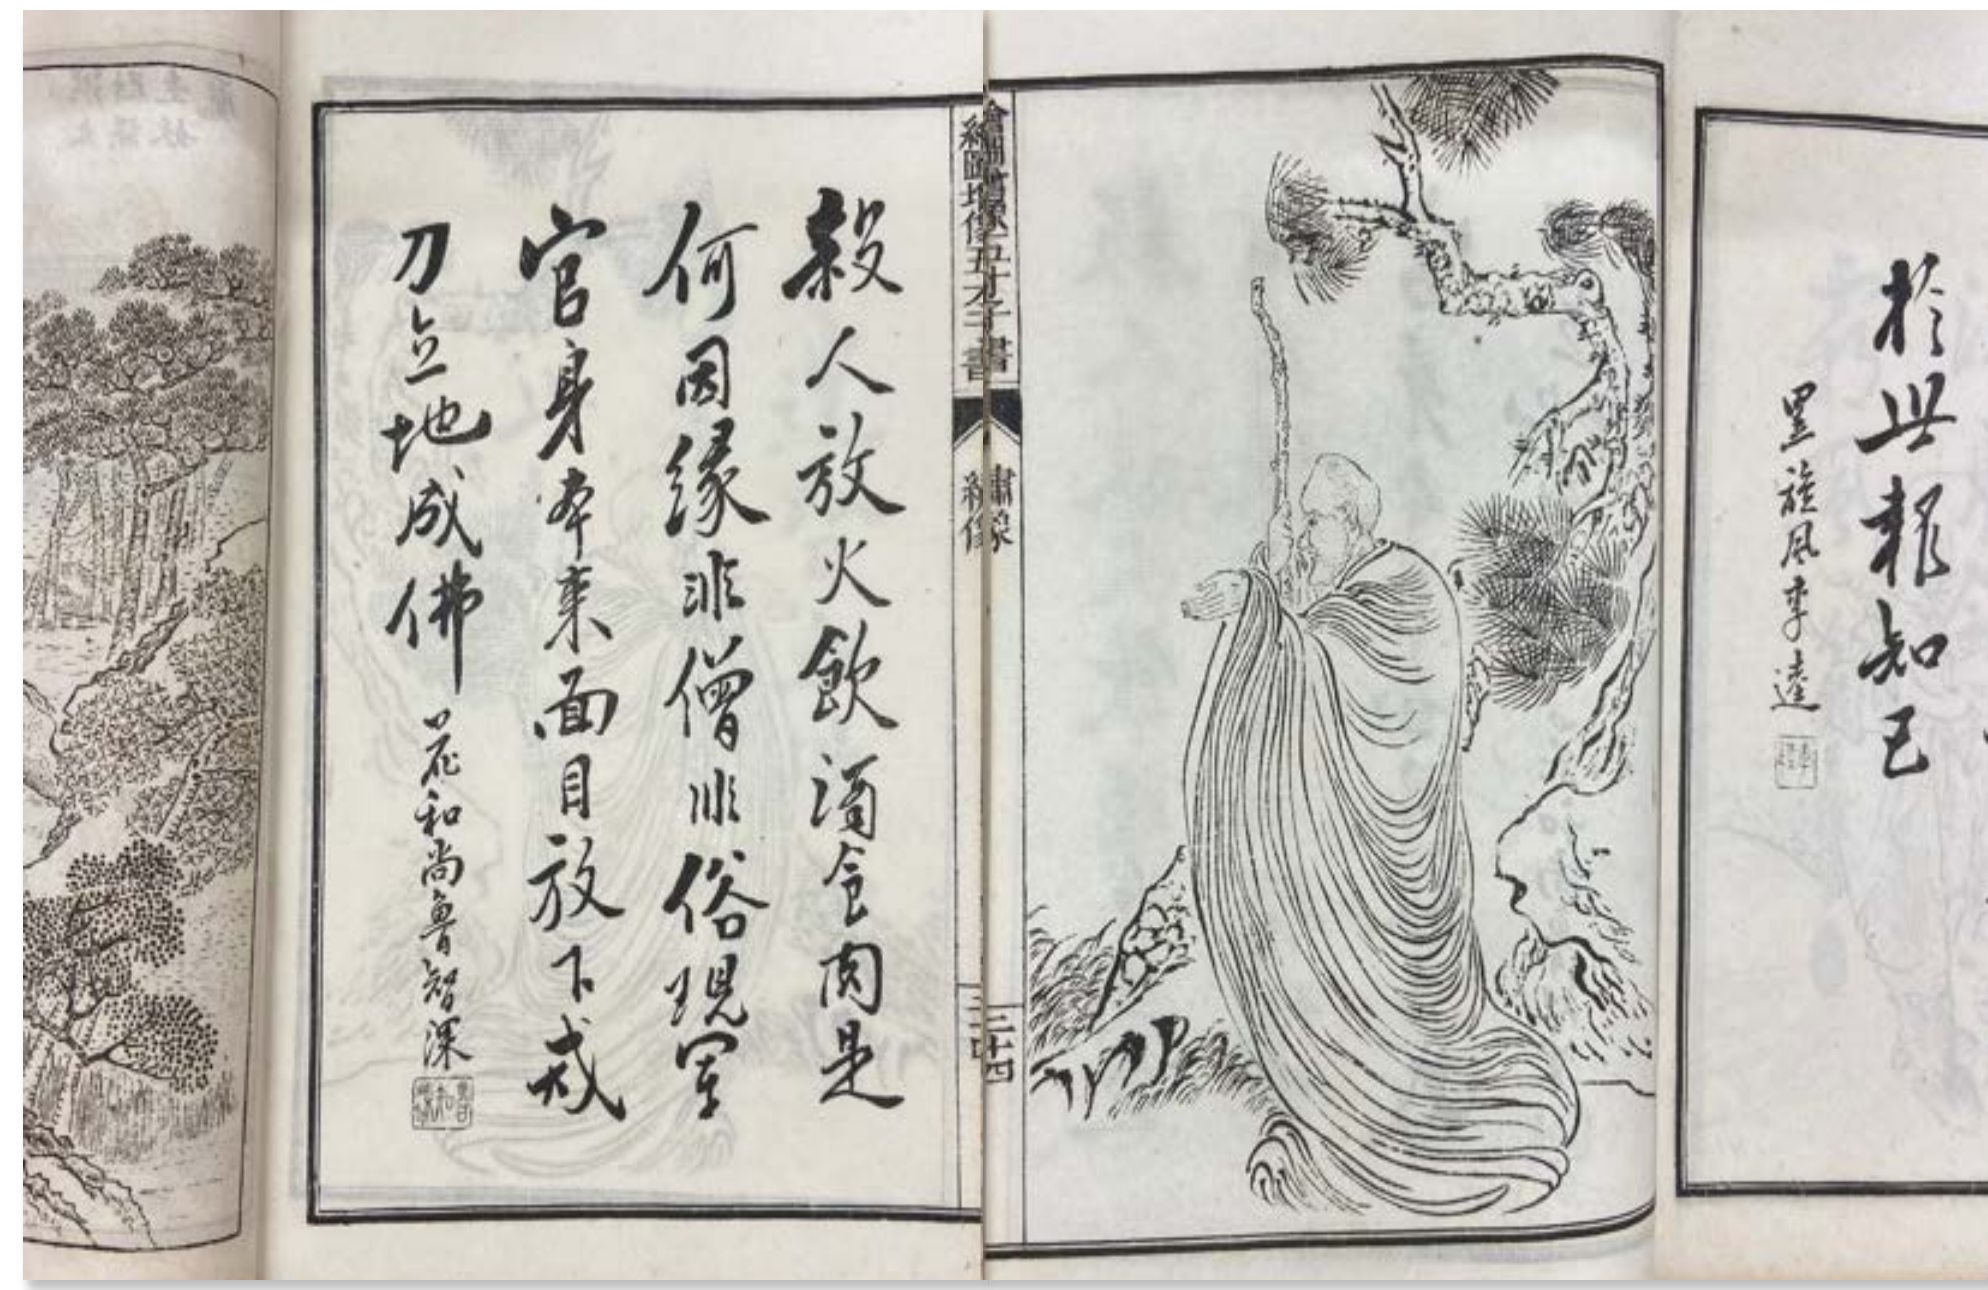 於此報知己
黑旋風李逵
繪圖增像五才子書
繡像
殺人放火飲酒食肉是
何因緣非僧非俗現宰
官身本來面目放下戒
刀立地成佛
花和尚魯智深